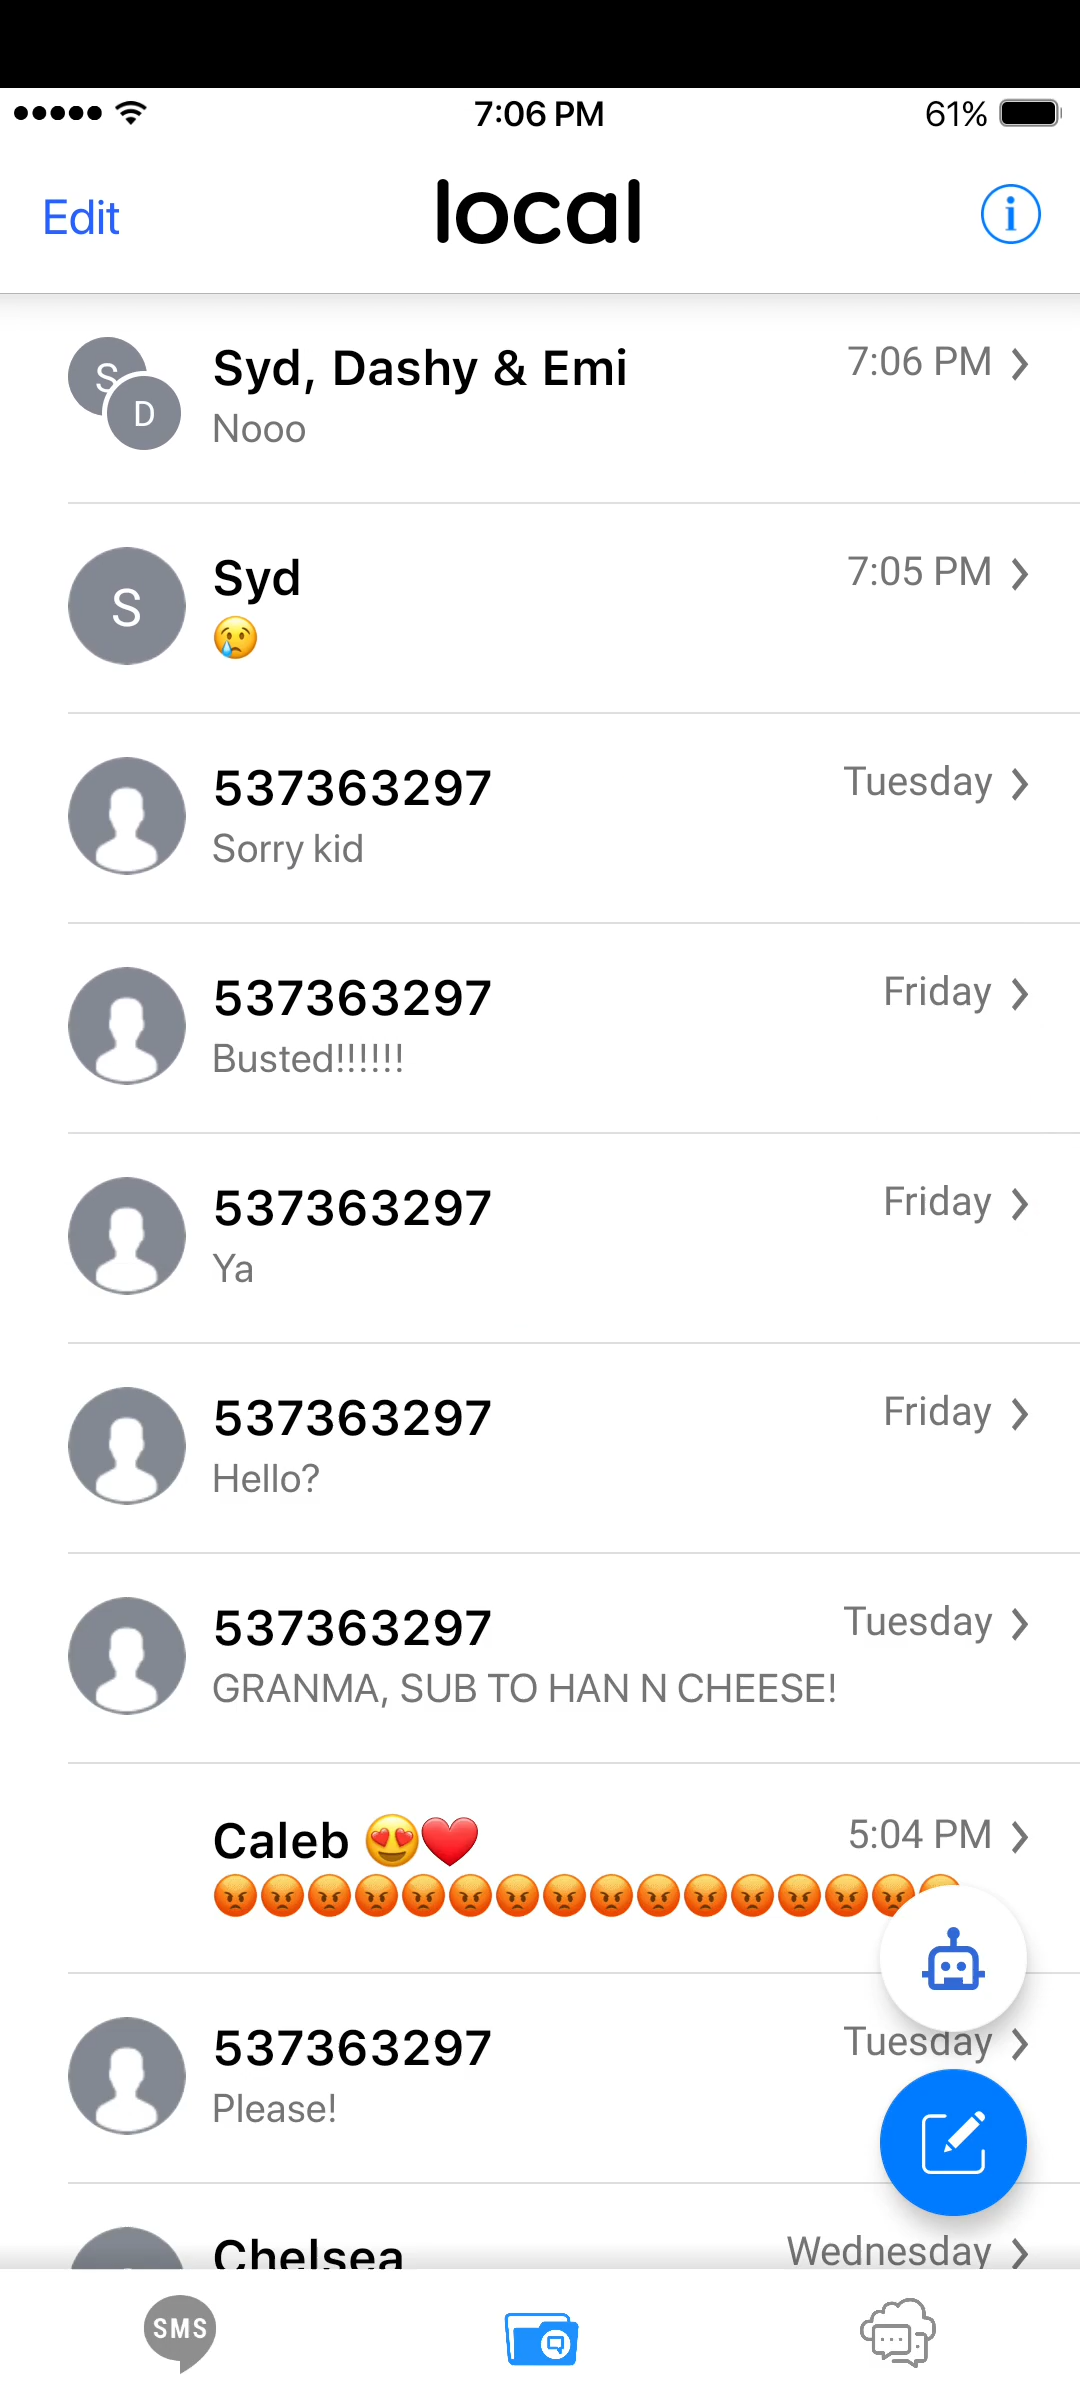 7:06 PM
61%
Edit
local
i
S
D
Syd, Dashy & Emi
7:06 PM
Nooo
S
Syd
7:05 PM
😢
537363297
Tuesday
Sorry kid
537363297
Friday
Busted!!!!!!
537363297
Friday
Ya
537363297
Friday
Hello?
537363297
Tuesday
GRANMA, SUB TO HAN N CHEESE!
Caleb 😍❤️
5:04 PM
😡😡😡😡😡😡😡😡😡😡😡😡😡😡😡😡
537363297
Tuesday
Please!
Chelsea
Wednesday
SMS